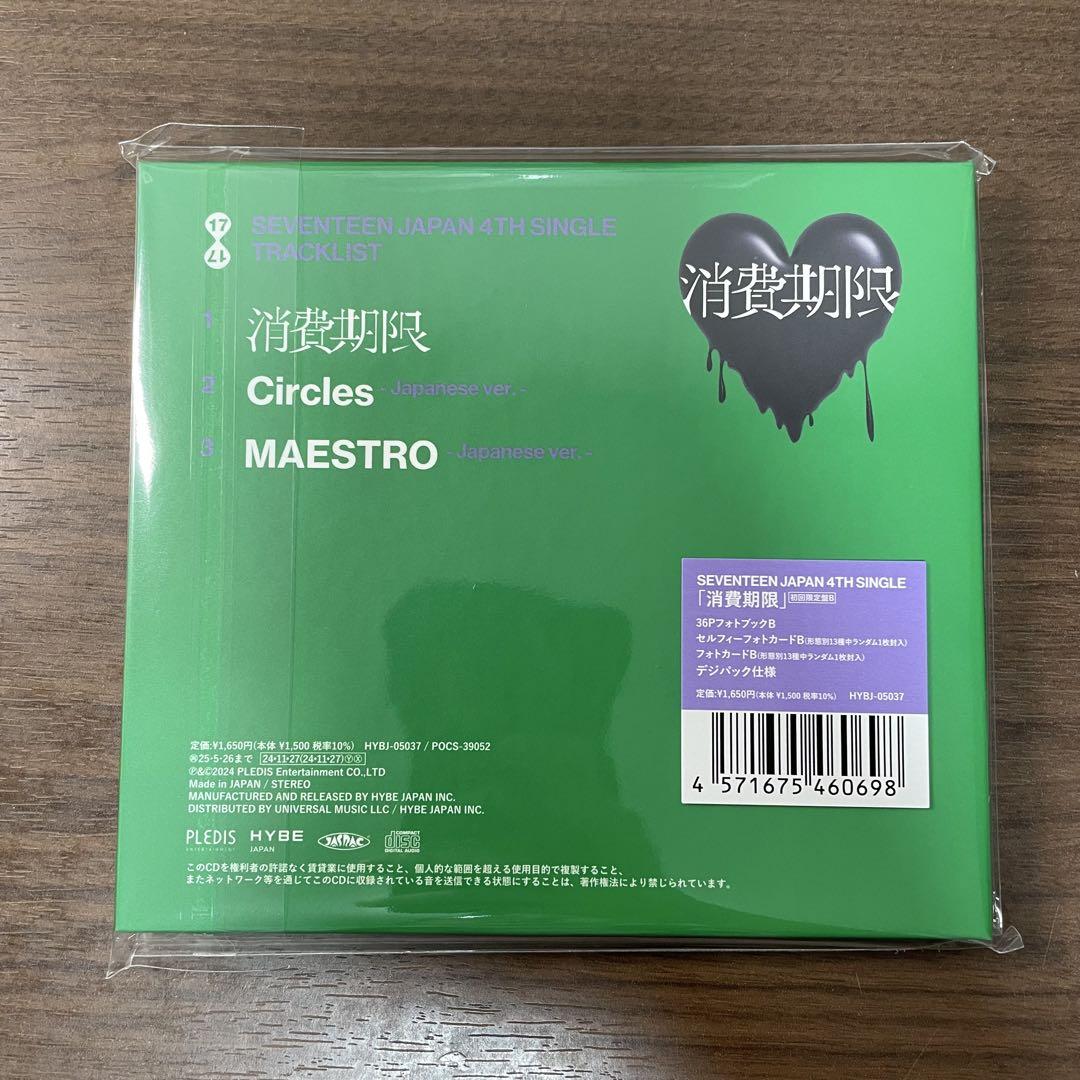 17
17
SEVENTEEN JAPAN 4TH SINGLE
TRACKLIST
1 消費期限
2 Circles - Japanese ver. -
3 MAESTRO - Japanese ver. -
消費期限
SEVENTEEN JAPAN 4TH SINGLE
「消費期限」初回限定盤B
36PフォトブックB
セルフィーフォトカードB(形態別13種中ランダム1枚封入)
フォトカードB(形態別13種中ランダム1枚封入)
デジパック仕様
定価:¥1,650円(本体 ¥1,500 税率10%) HYBJ-05037
4 571675 460698
定価:¥1,650円(本体 ¥1,500 税率10%) HYBJ-05037 / POCS-39052
㋫25·5·26まで 24·11·27(24·11·27)ⓎⓍ
Ⓟ&©2024 PLEDIS Entertainment CO.,LTD
Made in JAPAN / STEREO
MANUFACTURED AND RELEASED BY HYBE JAPAN INC.
DISTRIBUTED BY UNIVERSAL MUSIC LLC / HYBE JAPAN INC.
PLEDIS
ENTERTAINMENT
HYBE
JAPAN
JASRAC
COMPACT
disc
DIGITAL AUDIO
このCDを権利者の許諾なく賃貸業に使用すること、個人的な範囲を超える使用目的で複製すること、
またネットワーク等を通じてこのCDに収録されている音を送信できる状態にすることは、著作権法により禁じられています。